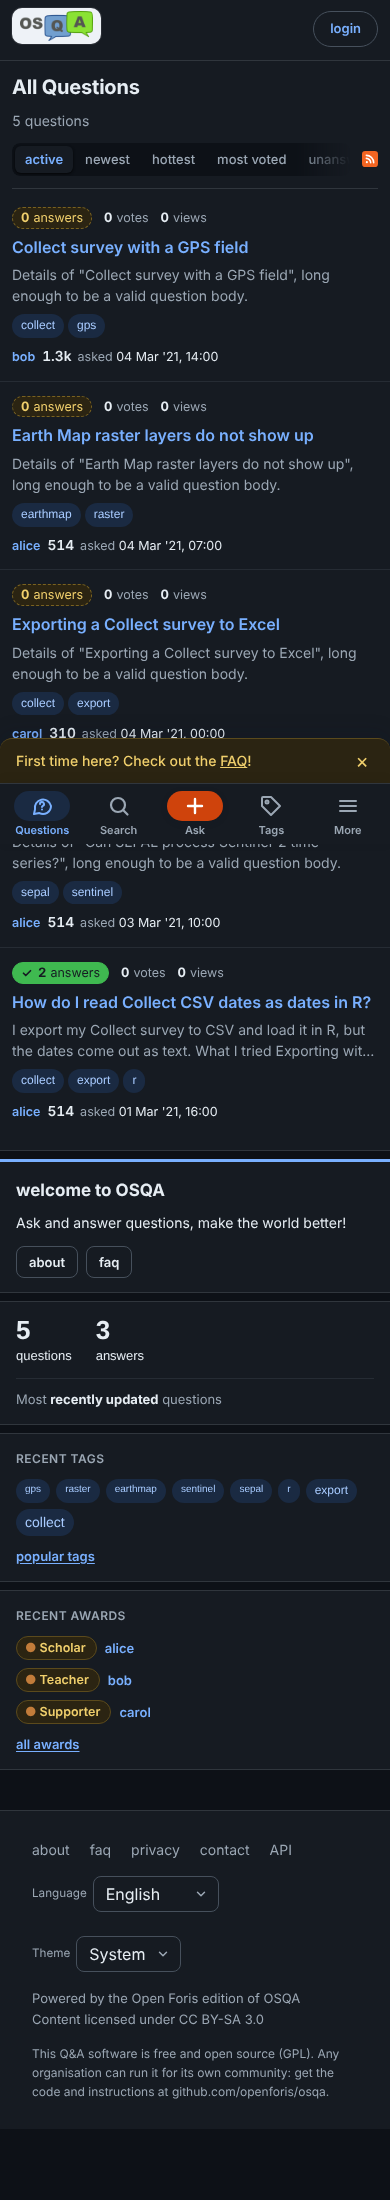 OSQA
login
All Questions
5 questions
active newest hottest most voted unans
0 answers 0 votes 0 views
Collect survey with a GPS field
Details of "Collect survey with a GPS field", long
enough to be a valid question body.
collect gps
bob 1.3k asked 04 Mar '21, 14:00
0 answers 0 votes 0 views
Earth Map raster layers do not show up
Details of "Earth Map raster layers do not show up",
long enough to be a valid question body.
earthmap raster
alice 514 asked 04 Mar '21, 07:00
0 answers 0 votes 0 views
Exporting a Collect survey to Excel
Details of "Exporting a Collect survey to Excel", long
enough to be a valid question body.
collect export
carol 310 asked 04 Mar '21, 00:00
First time here? Check out the FAQ! ×
Questions Search Ask Tags More
Details of "Can SEPAL process Sentinel-2 time
series?", long enough to be a valid question body.
sepal sentinel
alice 514 asked 03 Mar '21, 10:00
✓ 2 answers 0 votes 0 views
How do I read Collect CSV dates as dates in R?
I export my Collect survey to CSV and load it in R, but
the dates come out as text. What I tried Exporting wit...
collect export r
alice 514 asked 01 Mar '21, 16:00
welcome to OSQA
Ask and answer questions, make the world better!
about faq
5 3
questions answers
Most recently updated questions
RECENT TAGS
gps raster earthmap sentinel sepal r export
collect
popular tags
RECENT AWARDS
Scholar alice
Teacher bob
Supporter carol
all awards
about faq privacy contact API
Language English
Theme System
Powered by the Open Foris edition of OSQA
Content licensed under CC BY-SA 3.0
This Q&A software is free and open source (GPL). Any
organisation can run it for its own community: get the
code and instructions at github.com/openforis/osqa.